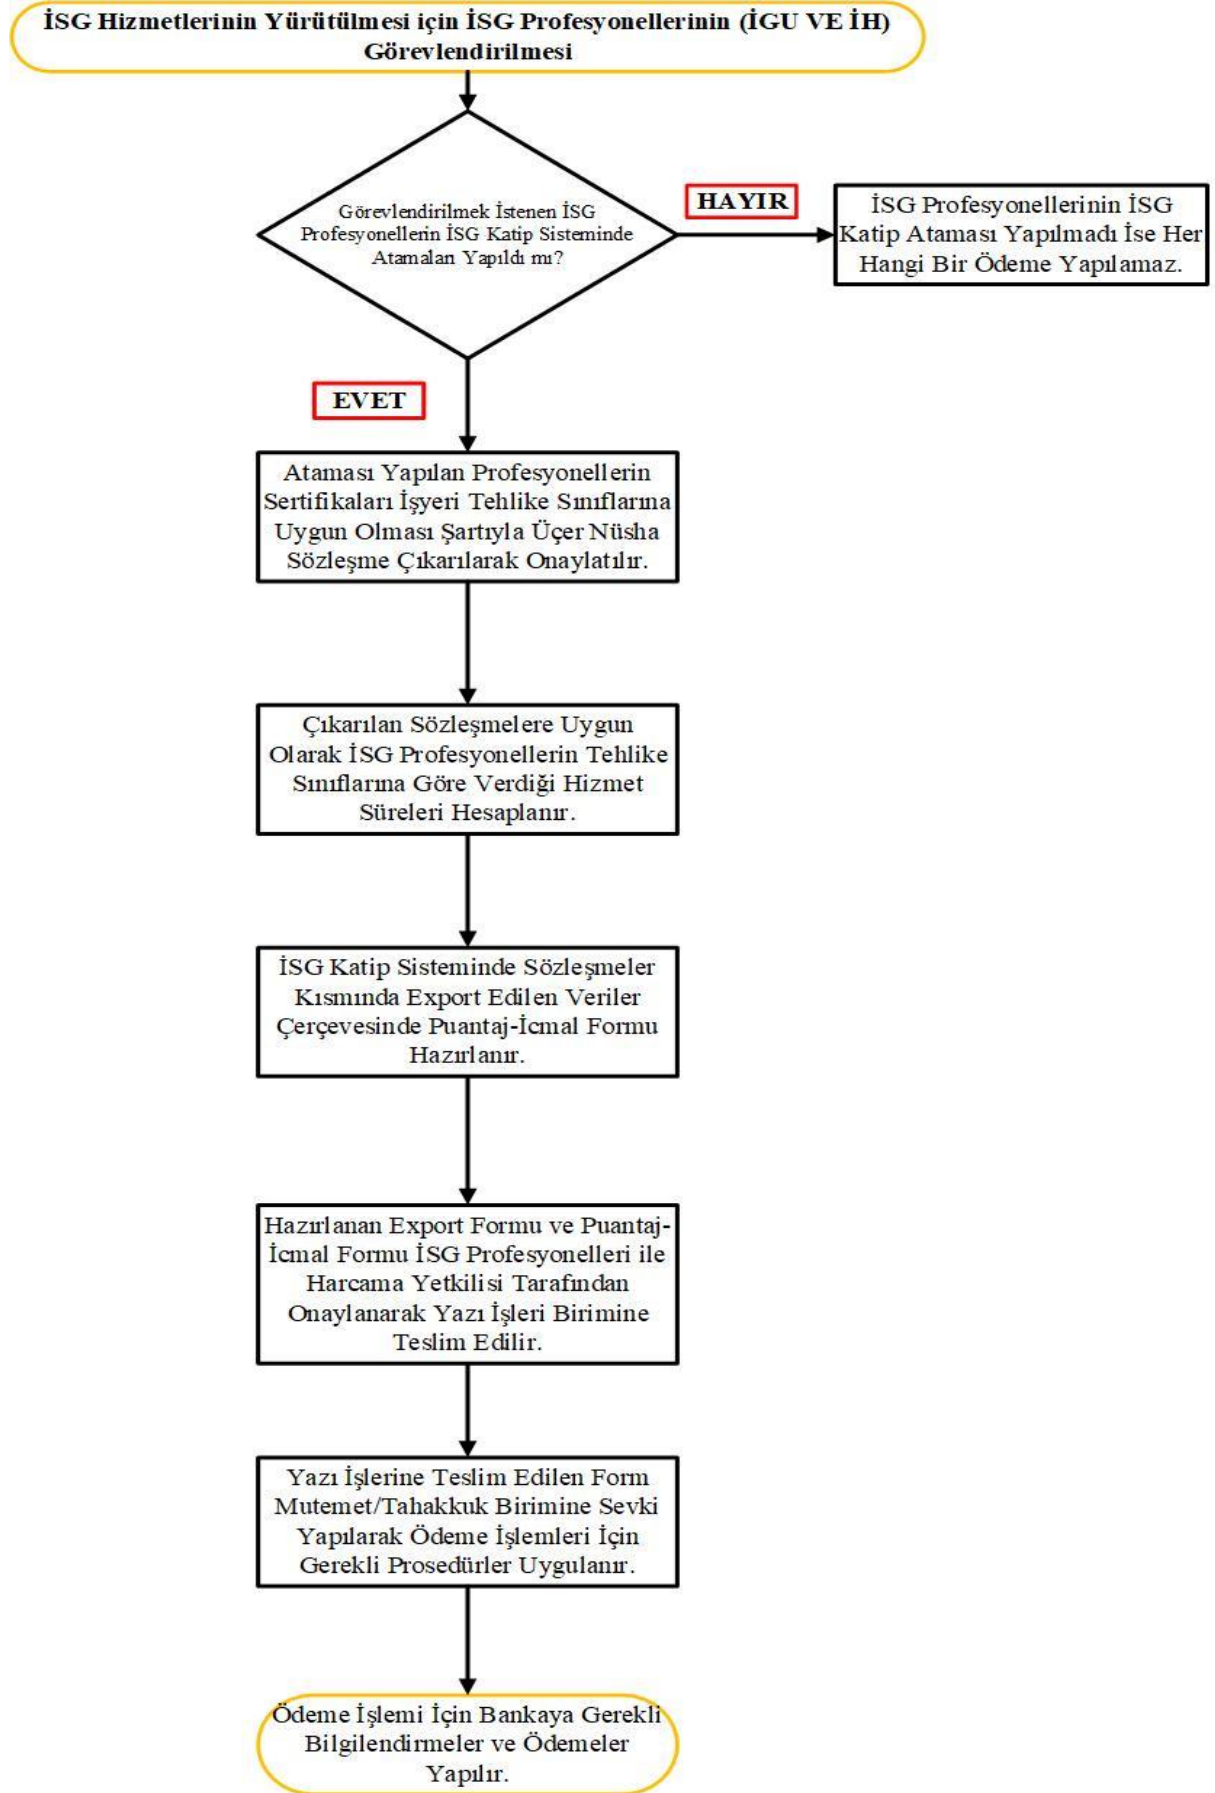 İSG Hizmetlerinin Yürütülmesi için İSG Profesyonellerinin (İGU VE İH)
Görevlendirilmesi
Görevlendirilmek İstenen İSG
Profesyonellerin İSG Katip Sisteminde
Atamaları Yapıldı mı?
HAYIR
İSG Profesyonellerinin İSG
Katip Ataması Yapılmadı İse Her
Hangi Bir Ödeme Yapılamaz.
EVET
Ataması Yapılan Profesyonellerin
Sertifikaları İşyeri Tehlike Sınıflarına
Uygun Olması Şartıyla Üçer Nüsha
Sözleşme Çıkarılarak Onaylatılır.
Çıkarılan Sözleşmelere Uygun
Olarak İSG Profesyonellerin Tehlike
Sınıflarına Göre Verdiği Hizmet
Süreleri Hesaplanır.
İSG Katip Sisteminde Sözleşmeler
Kısmında Export Edilen Veriler
Çerçevesinde Puantaj-İcmal Formu
Hazırlanır.
Hazırlanan Export Formu ve Puantaj-
İcmal Formu İSG Profesyonelleri ile
Harcama Yetkilisi Tarafından
Onaylanarak Yazı İşleri Birimine
Teslim Edilir.
Yazı İşlerine Teslim Edilen Form
Mutemet/Tahakkuk Birimine Sevki
Yapılarak Ödeme İşlemleri İçin
Gerekli Prosedürler Uygulanır.
Ödeme İşlemi İçin Bankaya Gerekli
Bilgilendirmeler ve Ödemeler
Yapılır.